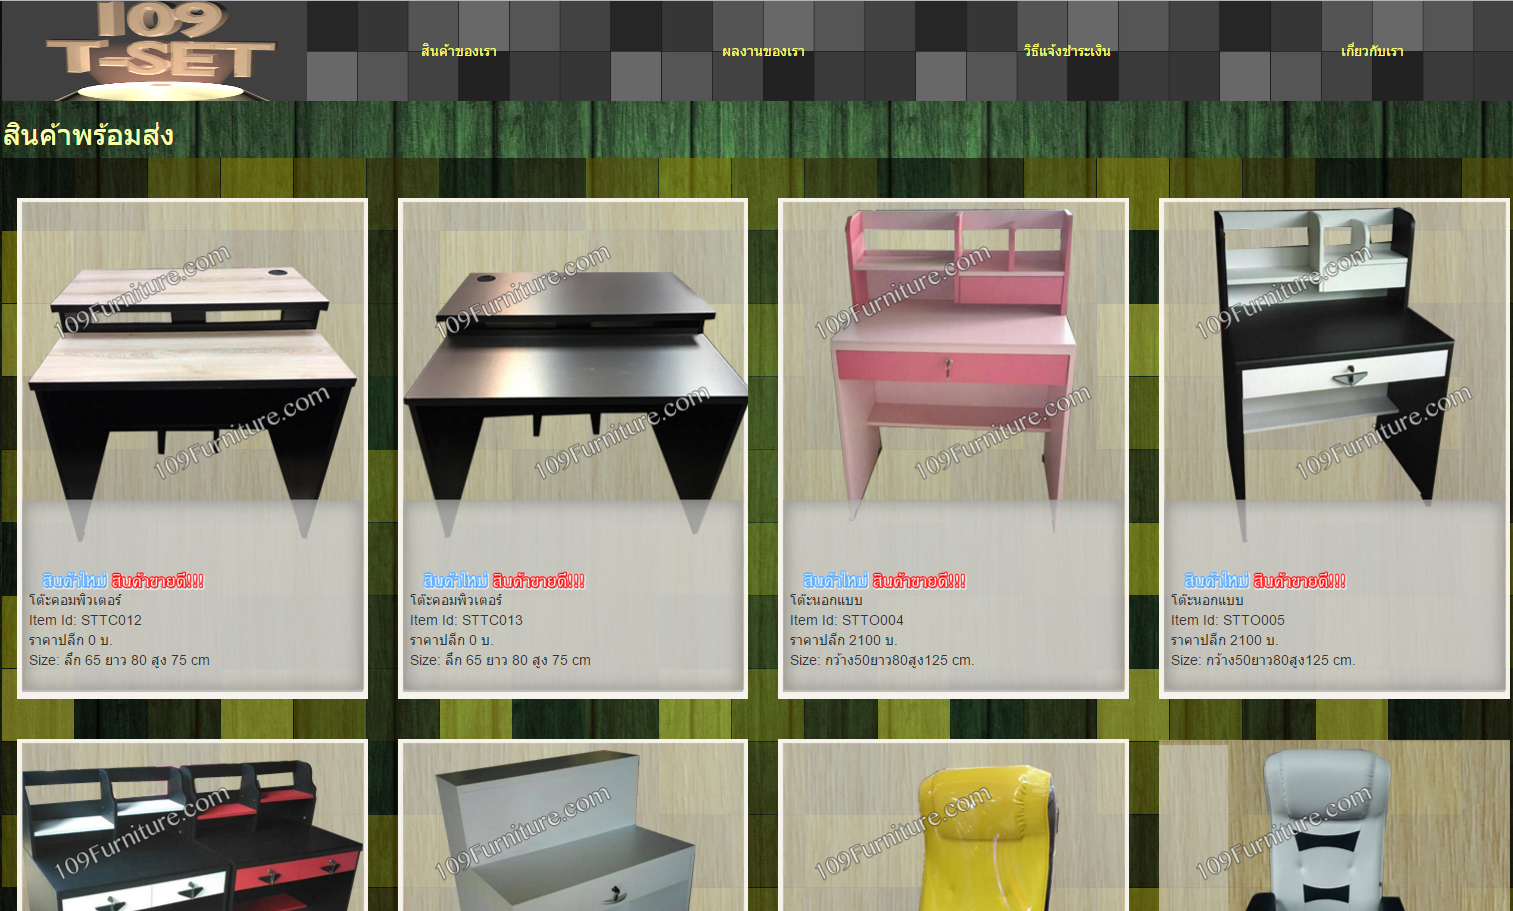 109
T-SET
สินค้าของเรา
ผลงานของเรา
วิธีแจ้งชำระเงิน
เกี่ยวกับเรา
สินค้าพร้อมส่ง
109Furniture.com
109Furniture.com
สินค้าใหม่ สินค้าขายดี!!!
โต๊ะคอมพิวเตอร์
Item Id: STTC012
ราคาปลีก 0 บ.
Size: ลึก 65 ยาว 80 สูง 75 cm
109Furniture.com
109Furniture.com
สินค้าใหม่ สินค้าขายดี!!!
โต๊ะคอมพิวเตอร์
Item Id: STTC013
ราคาปลีก 0 บ.
Size: ลึก 65 ยาว 80 สูง 75 cm
109Furniture.com
109Furniture.com
สินค้าใหม่ สินค้าขายดี!!!
โต๊ะนอกแบบ
Item Id: STTO004
ราคาปลีก 2100 บ.
Size: กว้าง50ยาว80สูง125 cm.
109Furniture.com
109Furniture.com
สินค้าใหม่ สินค้าขายดี!!!
โต๊ะนอกแบบ
Item Id: STTO005
ราคาปลีก 2100 บ.
Size: กว้าง50ยาว80สูง125 cm.
109Furniture.com
109Furniture.com
109Furniture.com
109Furniture.com